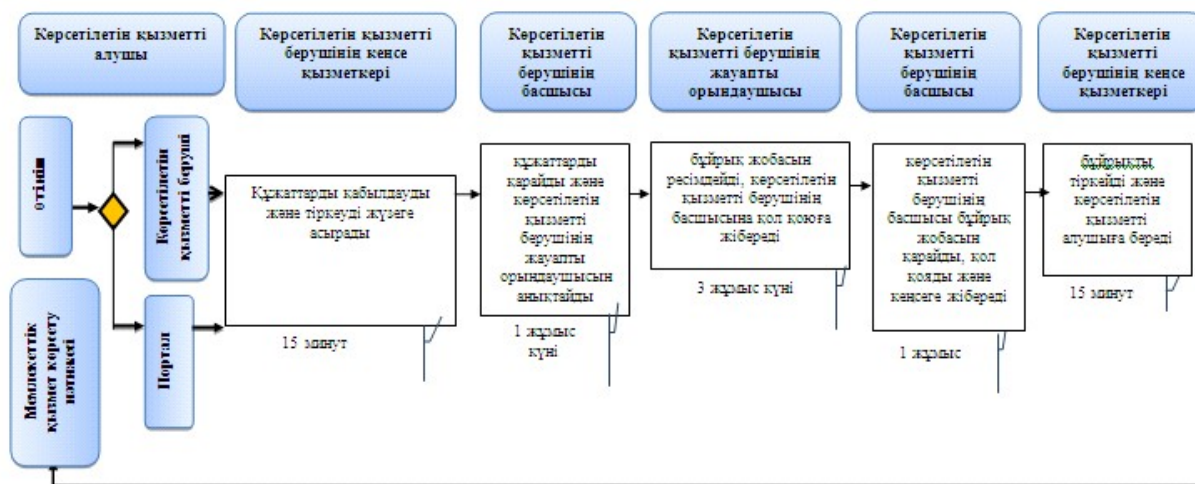 Көрсетілетін қызметті
алушы
Көрсетілетін қызметті
берушінің кеңсе
қызметкері
Көрсетілетін
қызметті
берушінің
басшысы
Көрсетілетін
қызметті берушінің
жауапты
орындаушысы
Көрсетілетін
қызметті
берушінің
басшысы
Көрсетілетін
қызметті
берушінің кеңсе
қызметкері
өтініш
Көрсетілетін
қызметті беруші
Портал
Мемлекеттік
қызмет көрсету
нәтижесі
Құжаттарды қабылдауды
және тіркеуді жүзеге
асырады
15 минут
құжаттарды
қарайды және
көрсетілетін
қызметті
берушінің
жауапты
орындаушысын
анықтайды
1 жұмыс
күні
бұйрық жобасын
ресімдейді, көрсетілетін
қызметті берушінің
басшысына қол қоюға
жібереді
3 жұмыс күні
көрсетілетін
қызметті
берушінің
басшысы бұйрық
жобасын
қарайды, қол
қояды және
кеңсеге жібереді
1 жұмыс
бұйрықты
тіркейді және
көрсетілетін
қызметті
алушыға береді
15 минут